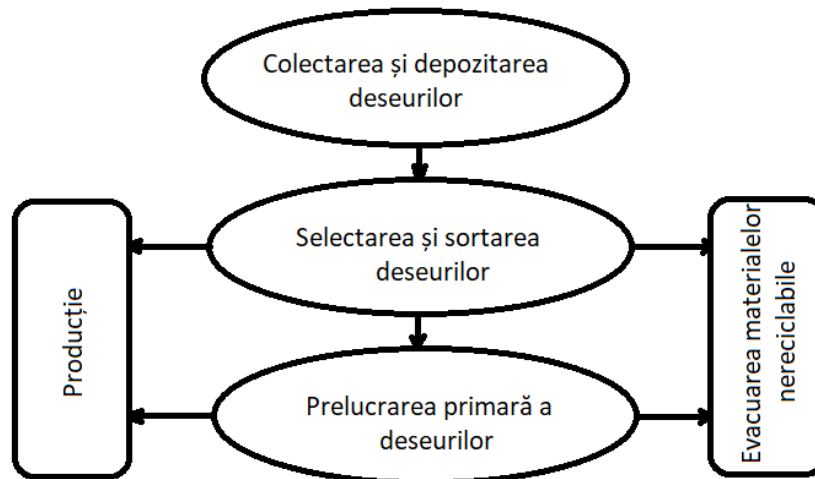 Colectarea și depozitarea
deseurilor
Selectarea și sortarea
deseurilor
Producție
Evacuarea materialelor
nereciclabile
Prelucrarea primară a
deseurilor